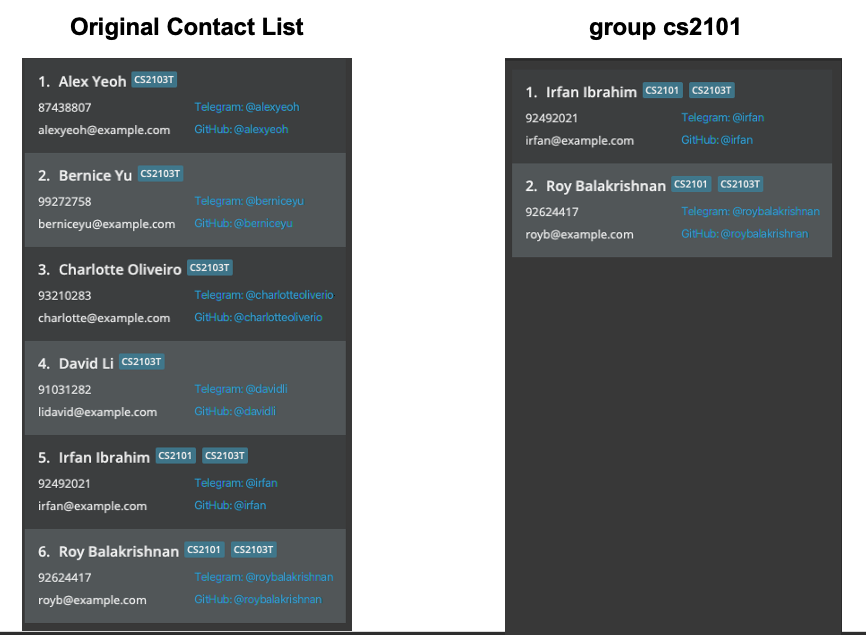 Original Contact List
1. Alex Yeoh CS2103T
87438807 Telegram: @alexyeoh
alexyeoh@example.com GitHub: @alexyeoh
2. Bernice Yu CS2103T
99272758 Telegram: @berniceyu
berniceyu@example.com GitHub: @berniceyu
3. Charlotte Oliveiro CS2103T
93210283 Telegram: @charlotteoliverio
charlotte@example.com GitHub: @charlotteoliverio
4. David Li CS2103T
91031282 Telegram: @davidli
lidavid@example.com GitHub: @davidli
5. Irfan Ibrahim CS2101 CS2103T
92492021 Telegram: @irfan
irfan@example.com GitHub: @irfan
6. Roy Balakrishnan CS2101 CS2103T
92624417 Telegram: @roybalakrishnan
royb@example.com GitHub: @roybalakrishnan
group cs2101
1. Irfan Ibrahim CS2101 CS2103T
92492021 Telegram: @irfan
irfan@example.com GitHub: @irfan
2. Roy Balakrishnan CS2101 CS2103T
92624417 Telegram: @roybalakrishnan
royb@example.com GitHub: @roybalakrishnan